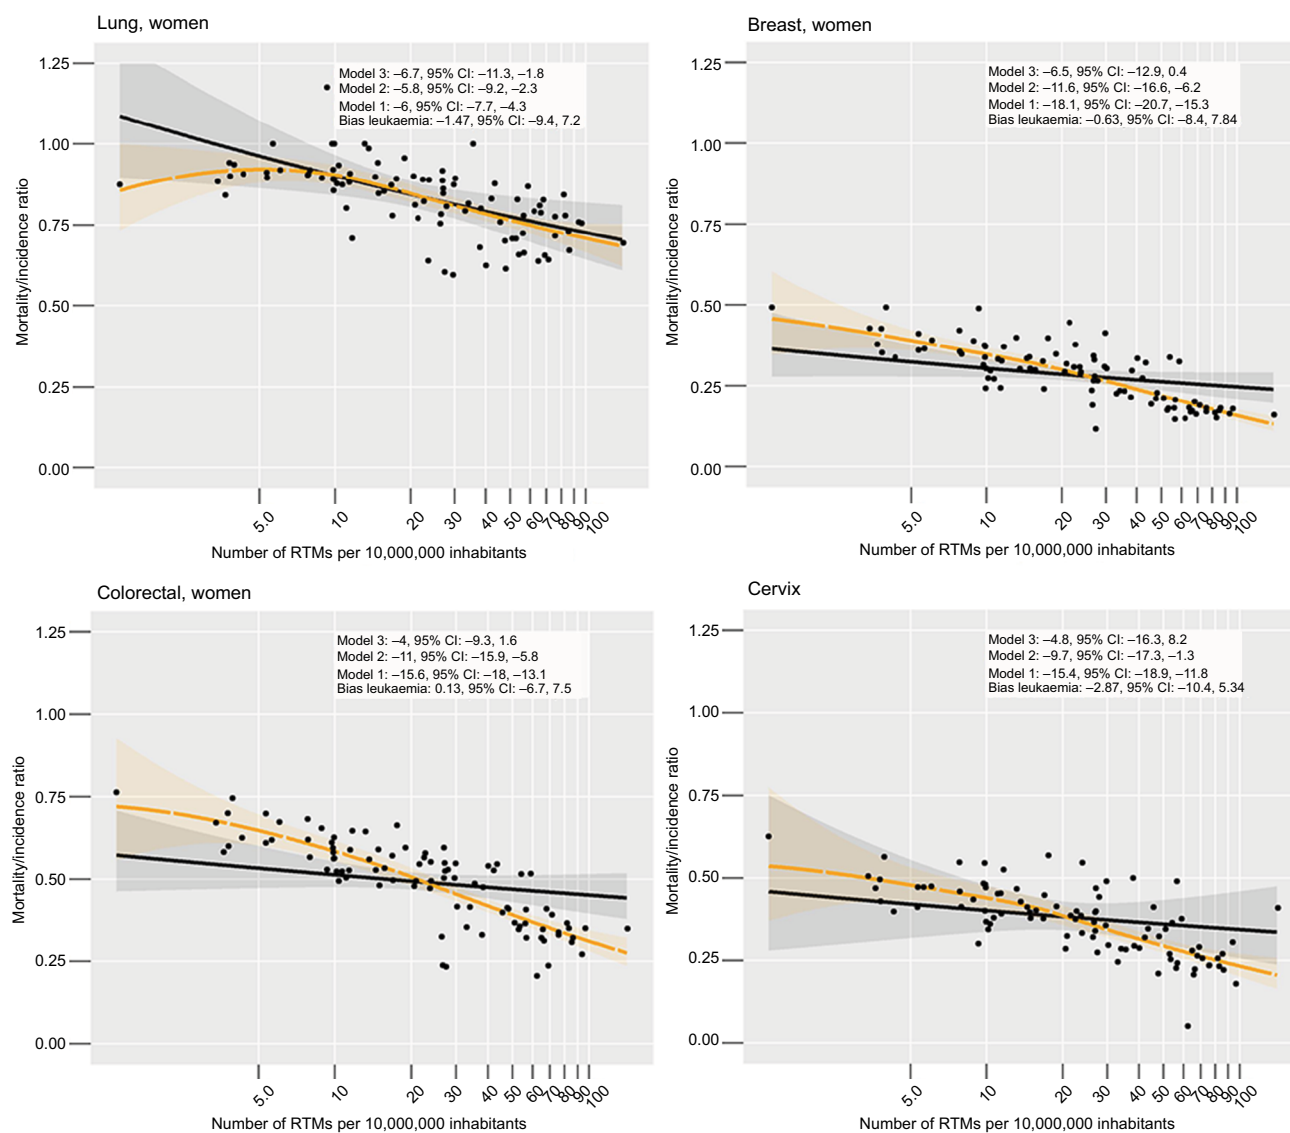 Lung, women
Model 3: –6.7, 95% CI: –11.3, –1.8
Model 2: –5.8, 95% CI: –9.2, –2.3
Model 1: –6, 95% CI: –7.7, –4.3
Bias leukaemia: –1.47, 95% CI: –9.4, 7.2
Mortality/incidence ratio
1.25
1.00
0.75
0.50
0.25
0.00
5.0 10 20 30 40 50 60 70 80 90 100
Number of RTMs per 10,000,000 inhabitants
Breast, women
Model 3: –6.5, 95% CI: –12.9, 0.4
Model 2: –11.6, 95% CI: –16.6, –6.2
Model 1: –18.1, 95% CI: –20.7, –15.3
Bias leukaemia: –0.63, 95% CI: –8.4, 7.84
Mortality/incidence ratio
1.25
1.00
0.75
0.50
0.25
0.00
5.0 10 20 30 40 50 60 70 80 90 100
Number of RTMs per 10,000,000 inhabitants
Colorectal, women
Model 3: –4, 95% CI: –9.3, 1.6
Model 2: –11, 95% CI: –15.9, –5.8
Model 1: –15.6, 95% CI: –18, –13.1
Bias leukaemia: 0.13, 95% CI: –6.7, 7.5
Mortality/incidence ratio
1.25
1.00
0.75
0.50
0.25
0.00
5.0 10 20 30 40 50 60 70 80 90 100
Number of RTMs per 10,000,000 inhabitants
Cervix
Model 3: –4.8, 95% CI: –16.3, 8.2
Model 2: –9.7, 95% CI: –17.3, –1.3
Model 1: –15.4, 95% CI: –18.9, –11.8
Bias leukaemia: –2.87, 95% CI: –10.4, 5.34
Mortality/incidence ratio
1.25
1.00
0.75
0.50
0.25
0.00
5.0 10 20 30 40 50 60 70 80 90 100
Number of RTMs per 10,000,000 inhabitants